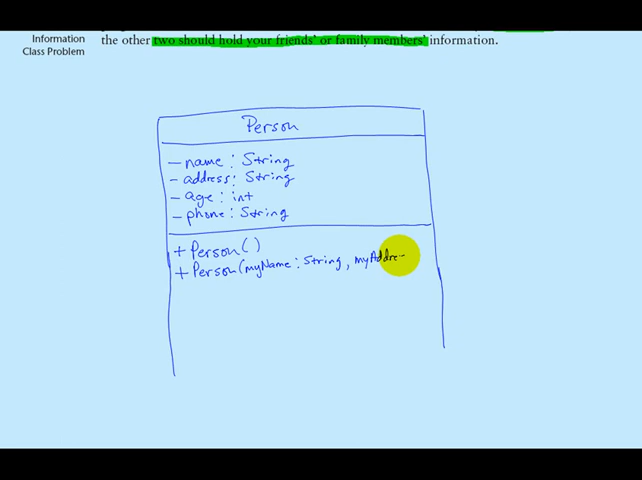 Information
Class Problem
the other two should hold your friends' or family members' information.
Person
- name : String
- address : String
- age : int
- phone : String
+ Person( )
+ Person(myName : String, myAddre